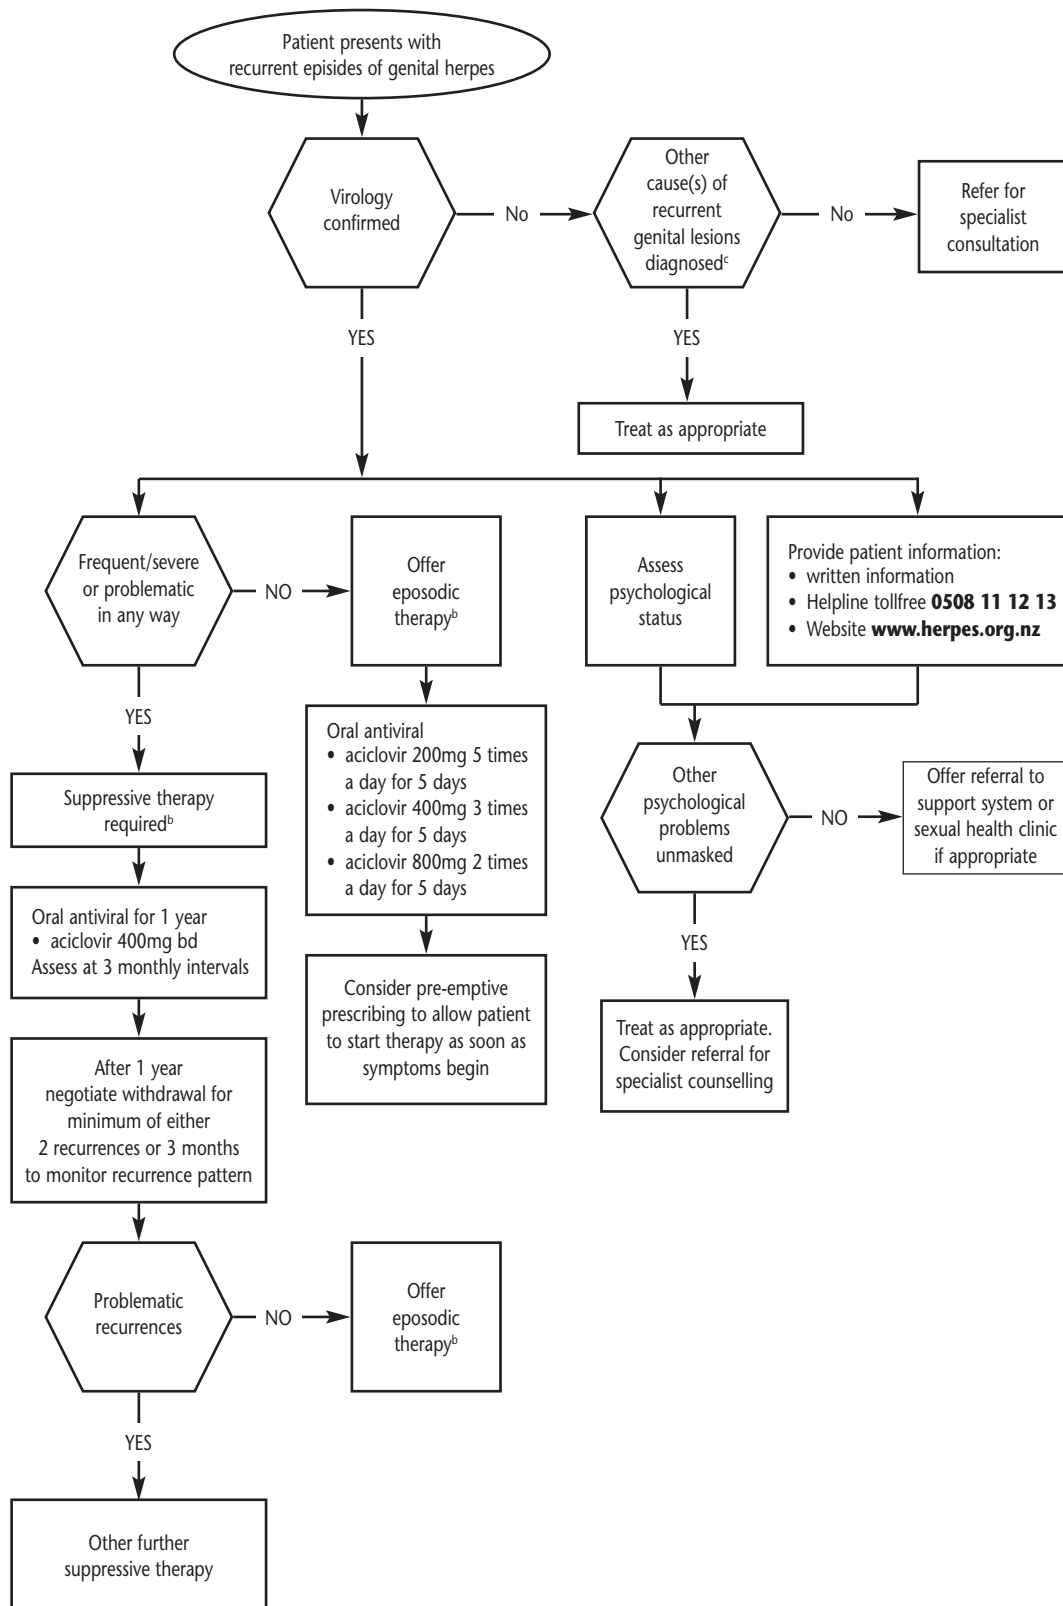 Patient presents with
recurrent episides of genital herpes
Virology
confirmed
No
Other
cause(s) of
recurrent
genital lesions
diagnosedᶜ
No
Refer for
specialist
consultation
YES
YES
Treat as appropriate
Frequent/severe
or problematic
in any way
NO
Offer
eposodic
therapyᵇ
Assess
psychological
status
Provide patient information:
• written information
• Helpline tollfree 0508 11 12 13
• Website www.herpes.org.nz
YES
Suppressive therapy
requiredᵇ
Oral antiviral for 1 year
• aciclovir 400mg bd
Assess at 3 monthly intervals
After 1 year
negotiate withdrawal for
minimum of either
2 recurrences or 3 months
to monitor recurrence pattern
Oral antiviral
• aciclovir 200mg 5 times
a day for 5 days
• aciclovir 400mg 3 times
a day for 5 days
• aciclovir 800mg 2 times
a day for 5 days
Consider pre-emptive
prescribing to allow patient
to start therapy as soon as
symptoms begin
Other
psychological
problems
unmasked
NO
Offer referral to
support system or
sexual health clinic
if appropriate
YES
Treat as appropriate.
Consider referral for
specialist counselling
Problematic
recurrences
NO
Offer
eposodic
therapyᵇ
YES
Other further
suppressive therapy